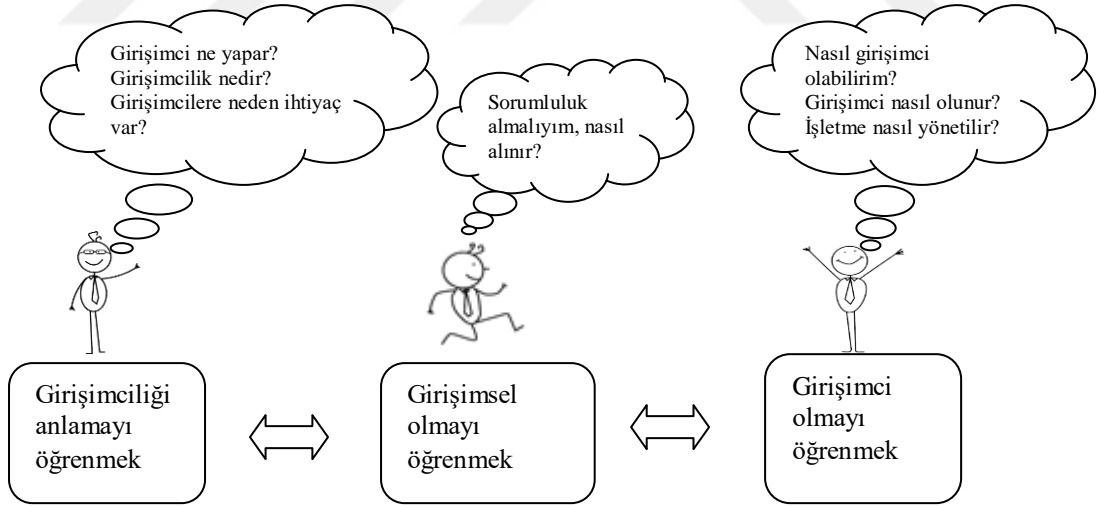 Girişimci ne yapar?
Girişimcilik nedir?
Girişimcilere neden ihtiyaç
var?
Sorumluluk
almalıyım, nasıl
alınır?
Nasıl girişimci
olabilirim?
Girişimci nasıl olunur?
İşletme nasıl yönetilir?
Girişimciliği
anlamayı
öğrenmek
Girişimsel
olmayı
öğrenmek
Girişimci
olmayı
öğrenmek